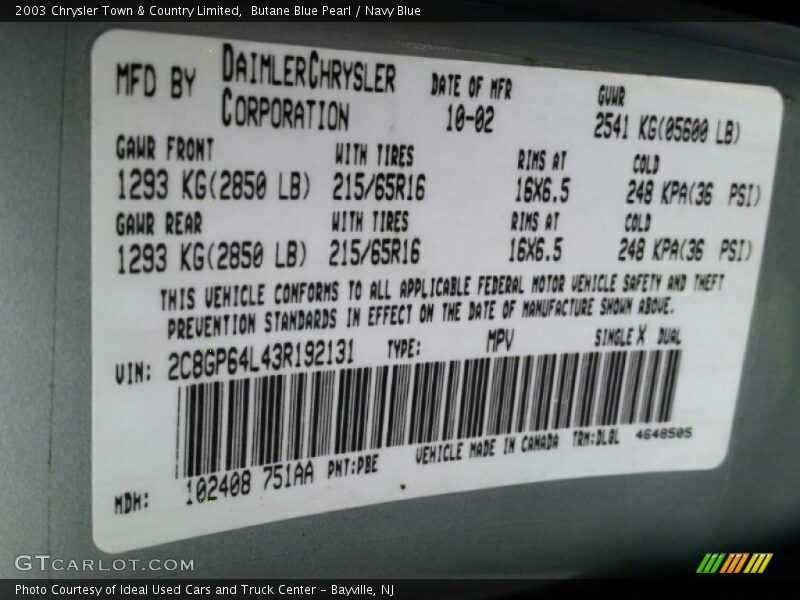 2003 Chrysler Town & Country Limited, Butane Blue Pearl / Navy Blue
MFD BY DAIMLERCHRYSLER CORPORATION DATE OF MFR 10-02 GVWR 2541 KG(05600 LB)
GAWR FRONT WITH TIRES RIMS AT COLD
1293 KG(2850 LB) 215/65R16 16X6.5 248 KPA(36 PSI)
GAWR REAR WITH TIRES RIMS AT COLD
1293 KG(2850 LB) 215/65R16 16X6.5 248 KPA(36 PSI)
THIS VEHICLE CONFORMS TO ALL APPLICABLE FEDERAL MOTOR VEHICLE SAFETY AND THEFT
PREVENTION STANDARDS IN EFFECT ON THE DATE OF MANUFACTURE SHOWN ABOVE.
VIN: 2C8GP64L43R192131 TYPE: MPV SINGLE X DUAL
MDH: 102408 751AA PNT:PBE VEHICLE MADE IN CANADA TRM:DLBL 4648505
GTCARLOT.COM
Photo Courtesy of Ideal Used Cars and Truck Center - Bayville, NJ